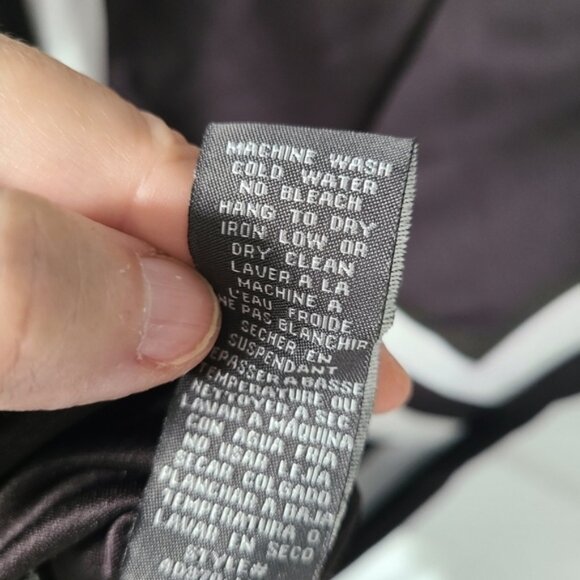 MACHINE WASH
COLD WATER
NO BLEACH
HANG TO DRY
IRON LOW OR
DRY CLEAN
LAVER A LA
MACHINE A
L'EAU FROIDE
NE PAS BLANCHIR
SECHER EN
SUSPENDANT
REPASSER A BASSE
TEMPERATURE OU
NETTOYER A SEC
LAVAR A MAQUINA
CON AGUA FRIA
NO USAR LEJIA
SECAR COLGADO
PLANCHAR A BAJA
TEMPERATURA O
LAVAR EN SECO
STYLE#